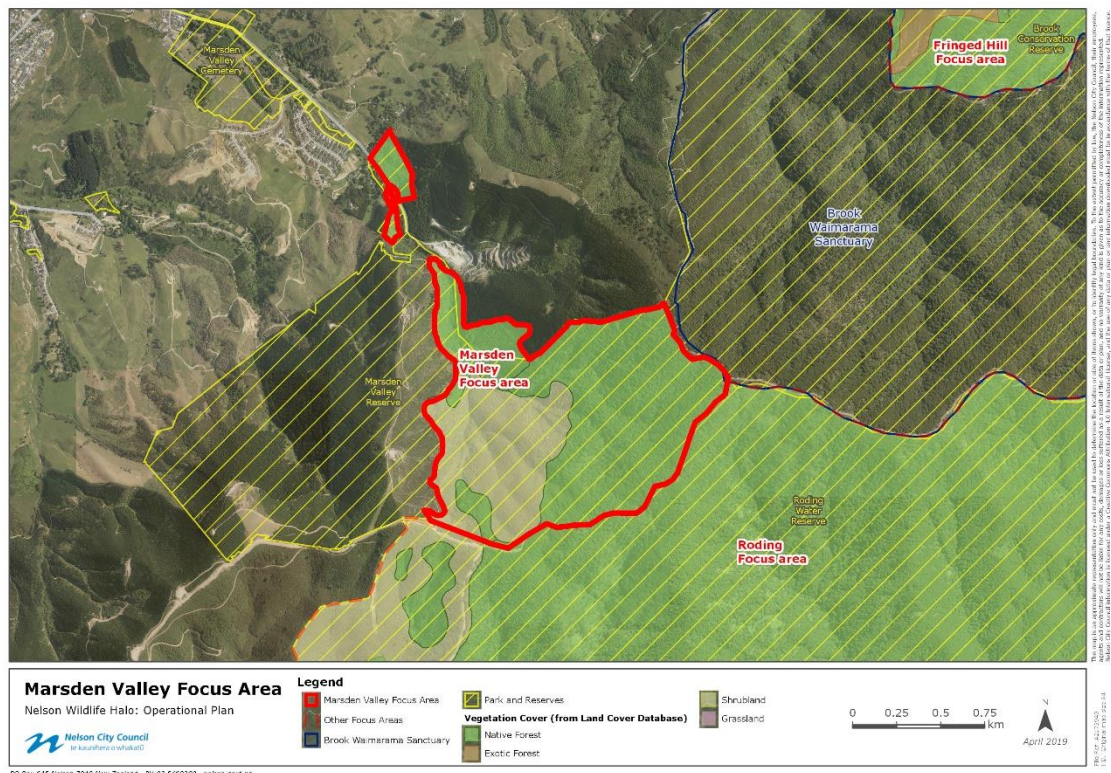 Marsden
Valley
Cemetery
Fringed Hill
Focus area
Brook
Conservation
Reserve
Brook
Waimarama
Sanctuary
Marsden
Valley
Focus area
Marsden
Valley
Reserve
Roding
Water
Reserve
Roding
Focus area
Marsden Valley Focus Area
Nelson Wildlife Halo: Operational Plan
Nelson City Council
te kaunihera o whakatū
Legend
Marsden Valley Focus Area
Other Focus Areas
Brook Waimarama Sanctuary
Park and Reserves
Vegetation Cover (from Land Cover Database)
Native Forest
Exotic Forest
Shrubland
Grassland
0 0.25 0.5 0.75
km
N
April 2019